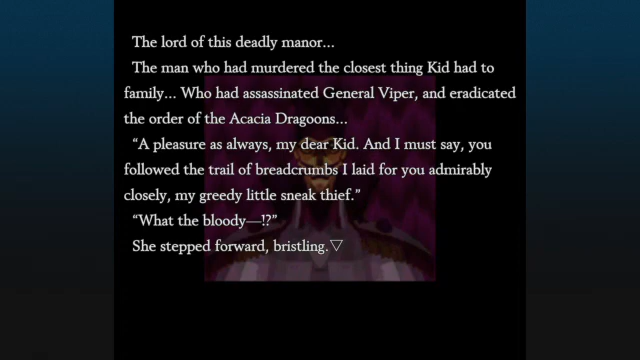 The lord of this deadly manor...
The man who had murdered the closest thing Kid had to
family... Who had assassinated General Viper, and eradicated
the order of the Acacia Dragoons...
“A pleasure as always, my dear Kid. And I must say, you
followed the trail of breadcrumbs I laid for you admirably
closely, my greedy little sneak thief.”
“What the bloody—!?”
She stepped forward, bristling.▽